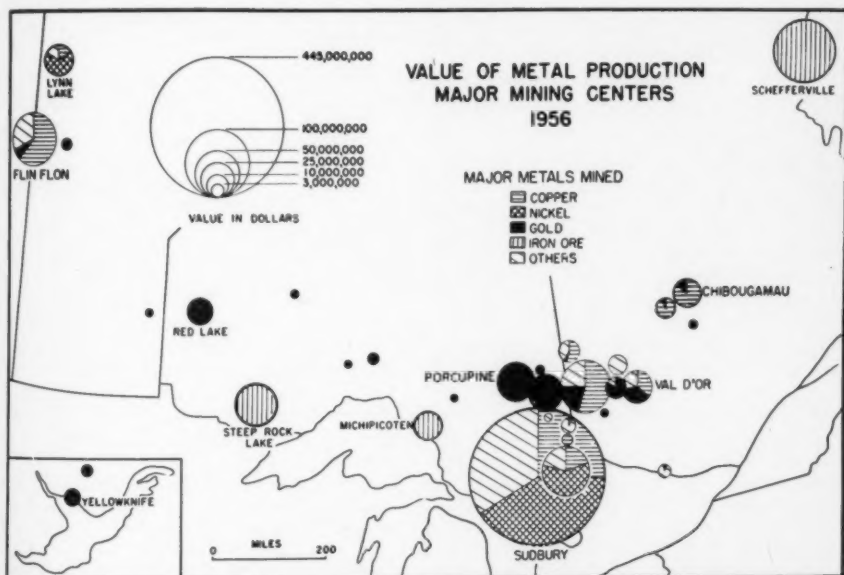 VALUE OF METAL PRODUCTION
MAJOR MINING CENTERS
1956
SCHEFFERVILLE
LYNN
LAKE
FLIN FLON
445,000,000
100,000,000
50,000,000
25,000,000
10,000,000
3,000,000
VALUE IN DOLLARS
MAJOR METALS MINED
COPPER
NICKEL
GOLD
IRON ORE
OTHERS
CHIBOUGAMAU
RED LAKE
PORCUPINE
VAL D'OR
STEEP ROCK
LAKE
MICHIPICOTEN
YELLOWKNIFE
MILES
0 200
SUDBURY